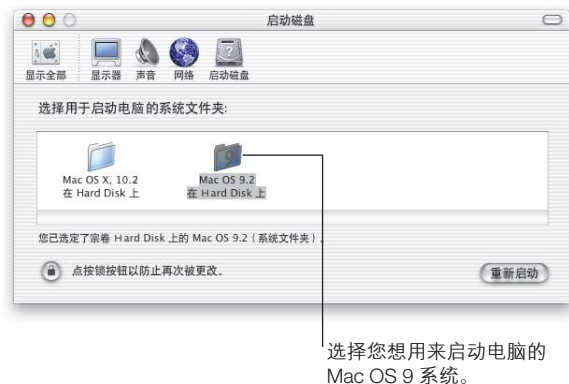 启动磁盘
显示全部 显示器 声音 网络 启动磁盘
选择用于启动电脑的系统文件夹:
Mac OS X, 10.2 Mac OS 9.2
在 Hard Disk 上 在 Hard Disk 上
您已选定了宗卷 Hard Disk 上的 Mac OS 9.2（系统文件夹）.
点按锁按钮以防止再次被更改. 重新启动
选择您想用来启动电脑的
Mac OS 9 系统。